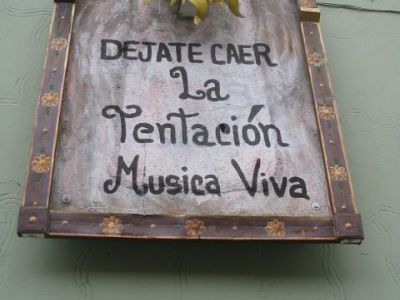 DEJATE CAER
La
Tentación
Musica Viva